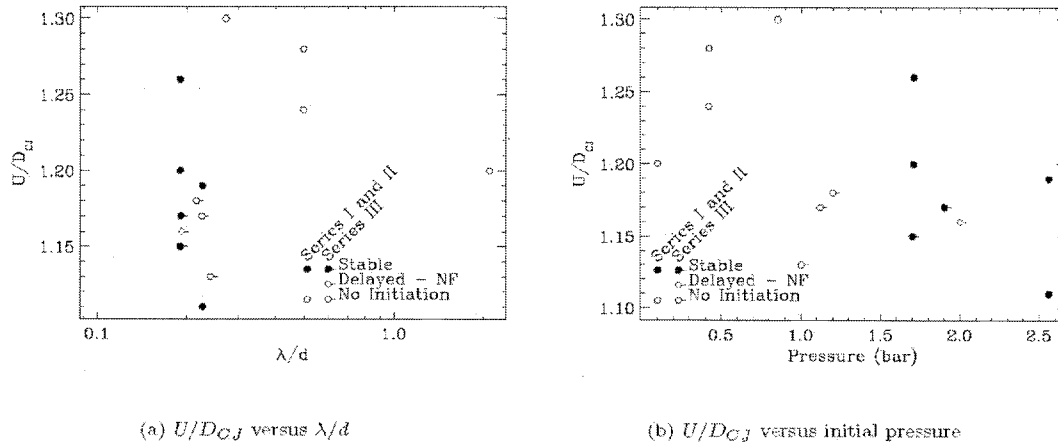 1.30
1.25
1.20
1.15
U/D_CJ
0.1
1.0
λ/d
Series I and II
Series III
Stable
Delayed – NF
No Initiation
1.30
1.25
1.20
1.15
1.10
U/D_CJ
0.5
1.0
1.5
2.0
2.5
Pressure (bar)
Series I and II
Series III
Stable
Delayed – NF
No Initiation
(a) U/D_CJ versus λ/d
(b) U/D_CJ versus initial pressure